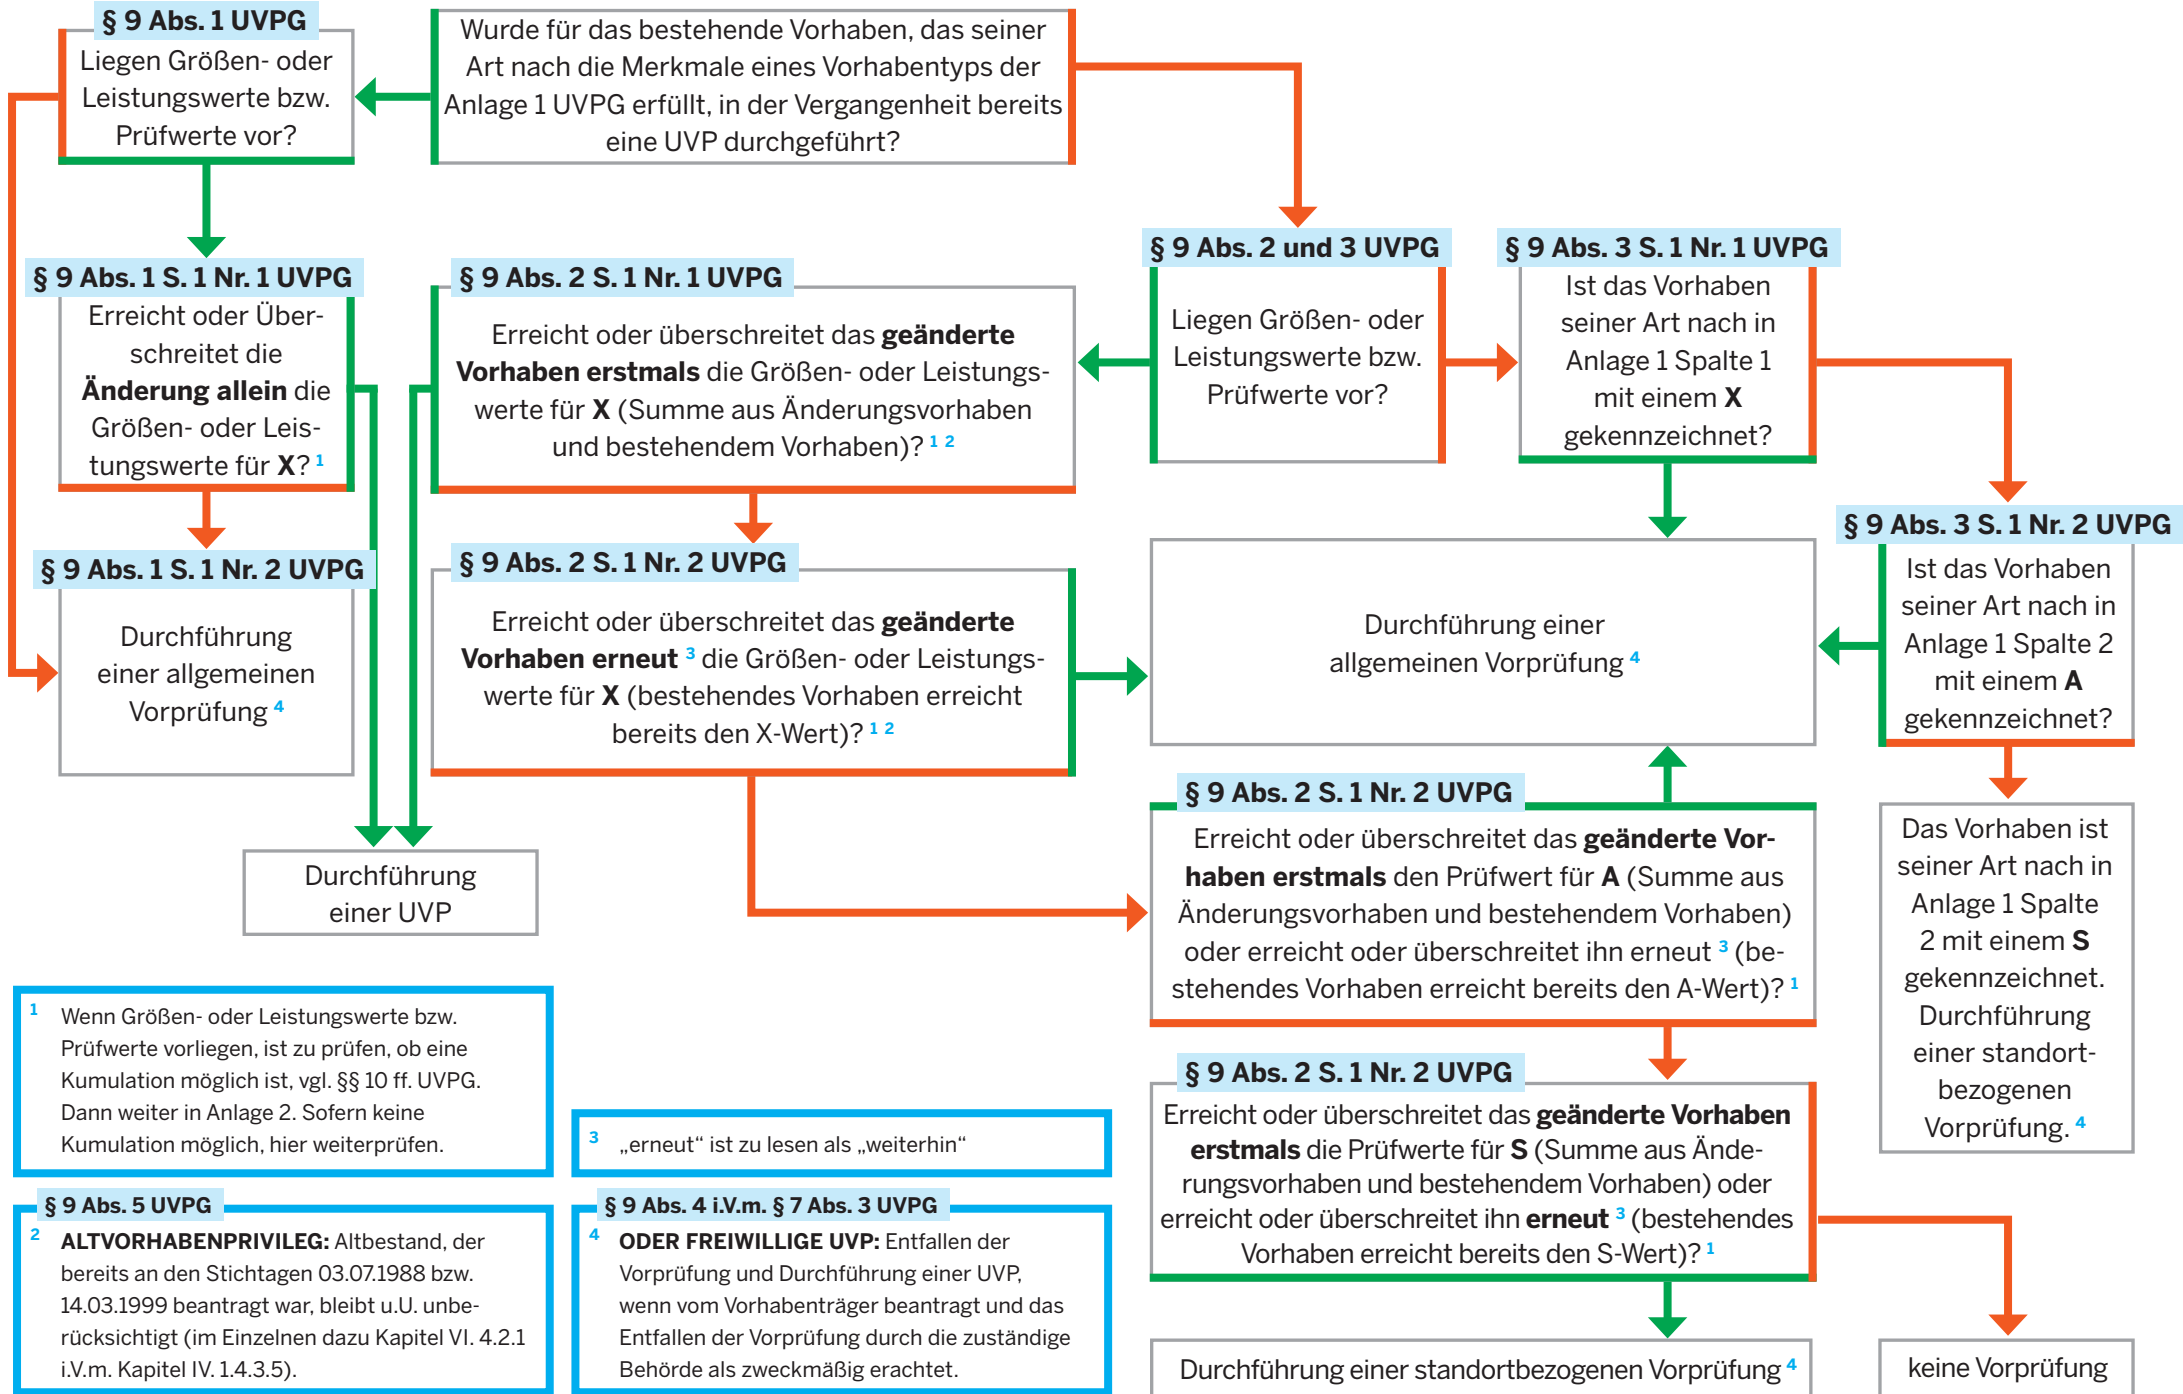 § 9 Abs. 1 UVPG
Liegen Größen- oder
Leistungswerte bzw.
Prüfwerte vor?
Wurde für das bestehende Vorhaben, das seiner
Art nach die Merkmale eines Vorhabentyps der
Anlage 1 UVPG erfüllt, in der Vergangenheit bereits
eine UVP durchgeführt?
§ 9 Abs. 1 S. 1 Nr. 1 UVPG
Erreicht oder Über-
schreitet die
Änderung allein die
Größen- oder Leis-
tungswerte für X? 1
§ 9 Abs. 2 S. 1 Nr. 1 UVPG
Erreicht oder überschreitet das geänderte
Vorhaben erstmals die Größen- oder Leistungs-
werte für X (Summe aus Änderungsvorhaben
und bestehendem Vorhaben)? 1 2
§ 9 Abs. 2 und 3 UVPG
Liegen Größen- oder
Leistungswerte bzw.
Prüfwerte vor?
§ 9 Abs. 3 S. 1 Nr. 1 UVPG
Ist das Vorhaben
seiner Art nach in
Anlage 1 Spalte 1
mit einem X
gekennzeichnet?
§ 9 Abs. 1 S. 1 Nr. 2 UVPG
Durchführung
einer allgemeinen
Vorprüfung 4
§ 9 Abs. 2 S. 1 Nr. 2 UVPG
Erreicht oder überschreitet das geänderte
Vorhaben erneut 3 die Größen- oder Leistungs-
werte für X (bestehendes Vorhaben erreicht
bereits den X-Wert)? 1 2
Durchführung einer
allgemeinen Vorprüfung 4
§ 9 Abs. 3 S. 1 Nr. 2 UVPG
Ist das Vorhaben
seiner Art nach in
Anlage 1 Spalte 2
mit einem A
gekennzeichnet?
Durchführung
einer UVP
§ 9 Abs. 2 S. 1 Nr. 2 UVPG
Erreicht oder überschreitet das geänderte Vor-
haben erstmals den Prüfwert für A (Summe aus
Änderungsvorhaben und bestehendem Vorhaben)
oder erreicht oder überschreitet ihn erneut 3 (be-
stehendes Vorhaben erreicht bereits den A-Wert)? 1
Das Vorhaben ist
seiner Art nach in
Anlage 1 Spalte
2 mit einem S
gekennzeichnet.
Durchführung
einer standort-
bezogenen
Vorprüfung. 4
§ 9 Abs. 2 S. 1 Nr. 2 UVPG
Erreicht oder überschreitet das geänderte Vorhaben
erstmals die Prüfwerte für S (Summe aus Ände-
rungsvorhaben und bestehendem Vorhaben) oder
erreicht oder überschreitet ihn erneut 3 (bestehendes
Vorhaben erreicht bereits den S-Wert)? 1
Durchführung einer standortbezogenen Vorprüfung 4
keine Vorprüfung
1 Wenn Größen- oder Leistungswerte bzw.
Prüfwerte vorliegen, ist zu prüfen, ob eine
Kumulation möglich ist, vgl. §§ 10 ff. UVPG.
Dann weiter in Anlage 2. Sofern keine
Kumulation möglich, hier weiterprüfen.
§ 9 Abs. 5 UVPG
2 ALTVORHABENPRIVILEG: Altbestand, der
bereits an den Stichtagen 03.07.1988 bzw.
14.03.1999 beantragt war, bleibt u.U. unbe-
rücksichtigt (im Einzelnen dazu Kapitel VI. 4.2.1
i.V.m. Kapitel IV. 1.4.3.5).
3 „erneut“ ist zu lesen als „weiterhin“
§ 9 Abs. 4 i.V.m. § 7 Abs. 3 UVPG
4 ODER FREIWILLIGE UVP: Entfallen der
Vorprüfung und Durchführung einer UVP,
wenn vom Vorhabenträger beantragt und das
Entfallen der Vorprüfung durch die zuständige
Behörde als zweckmäßig erachtet.